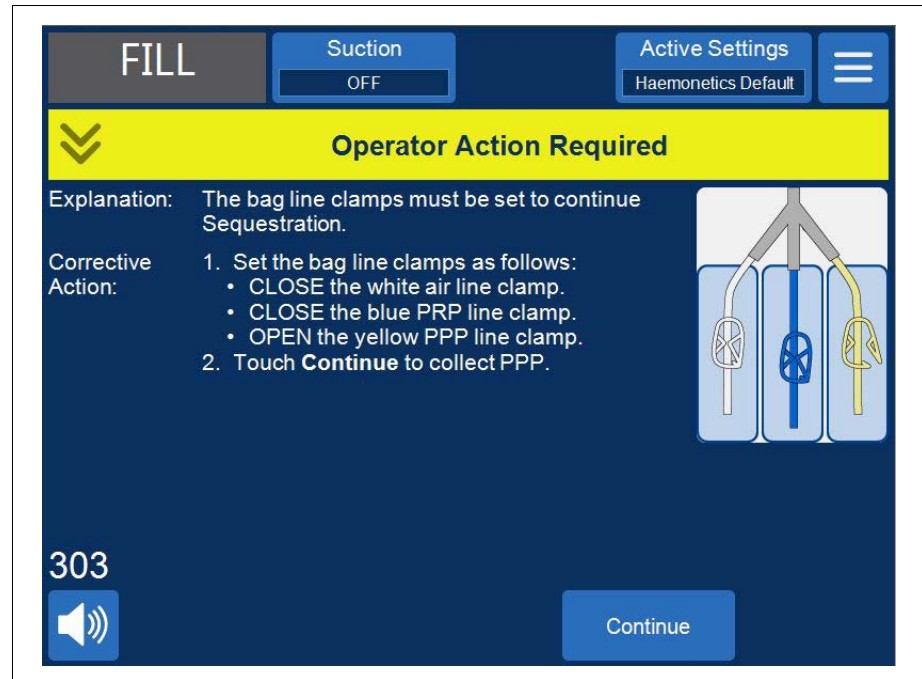 FILL
Suction
OFF
Active Settings
Haemonetics Default
Operator Action Required
Explanation: The bag line clamps must be set to continue
Sequestration.
Corrective 1. Set the bag line clamps as follows:
Action: • CLOSE the white air line clamp.
• CLOSE the blue PRP line clamp.
• OPEN the yellow PPP line clamp.
2. Touch Continue to collect PPP.
303
Continue